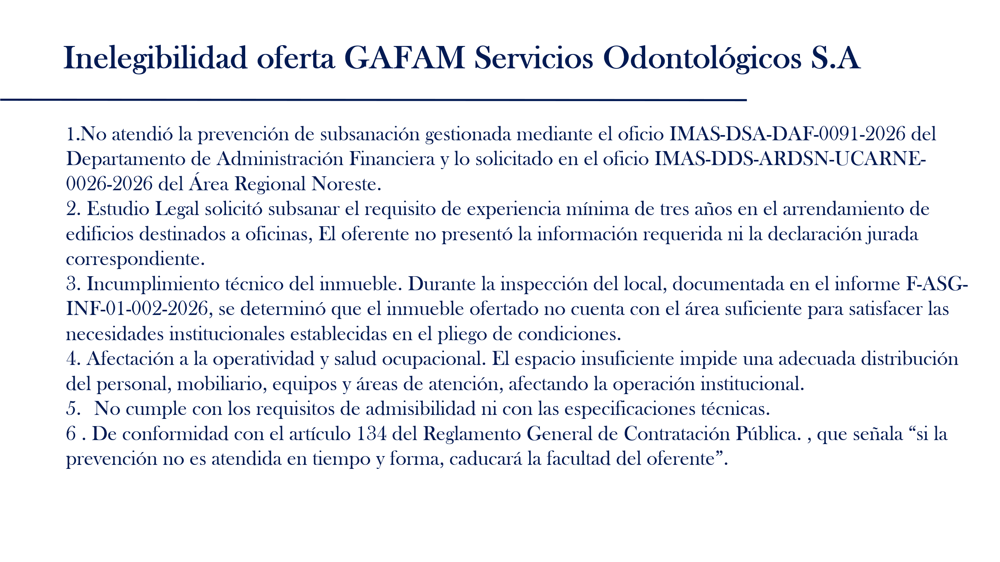 Inelegibilidad oferta GAFAM Servicios Odontológicos S.A
1.No atendió la prevención de subsanación gestionada mediante el oficio IMAS-DSA-DAF-0091-2026 del
Departamento de Administración Financiera y lo solicitado en el oficio IMAS-DDS-ARDSN-UCARNE-
0026-2026 del Área Regional Noreste.
2. Estudio Legal solicitó subsanar el requisito de experiencia mínima de tres años en el arrendamiento de
edificios destinados a oficinas, El oferente no presentó la información requerida ni la declaración jurada
correspondiente.
3. Incumplimiento técnico del inmueble. Durante la inspección del local, documentada en el informe F-ASG-
INF-01-002-2026, se determinó que el inmueble ofertado no cuenta con el área suficiente para satisfacer las
necesidades institucionales establecidas en el pliego de condiciones.
4. Afectación a la operatividad y salud ocupacional. El espacio insuficiente impide una adecuada distribución
del personal, mobiliario, equipos y áreas de atención, afectando la operación institucional.
5.  No cumple con los requisitos de admisibilidad ni con las especificaciones técnicas.
6 . De conformidad con el artículo 134 del Reglamento General de Contratación Pública. , que señala “si la
prevención no es atendida en tiempo y forma, caducará la facultad del oferente”.